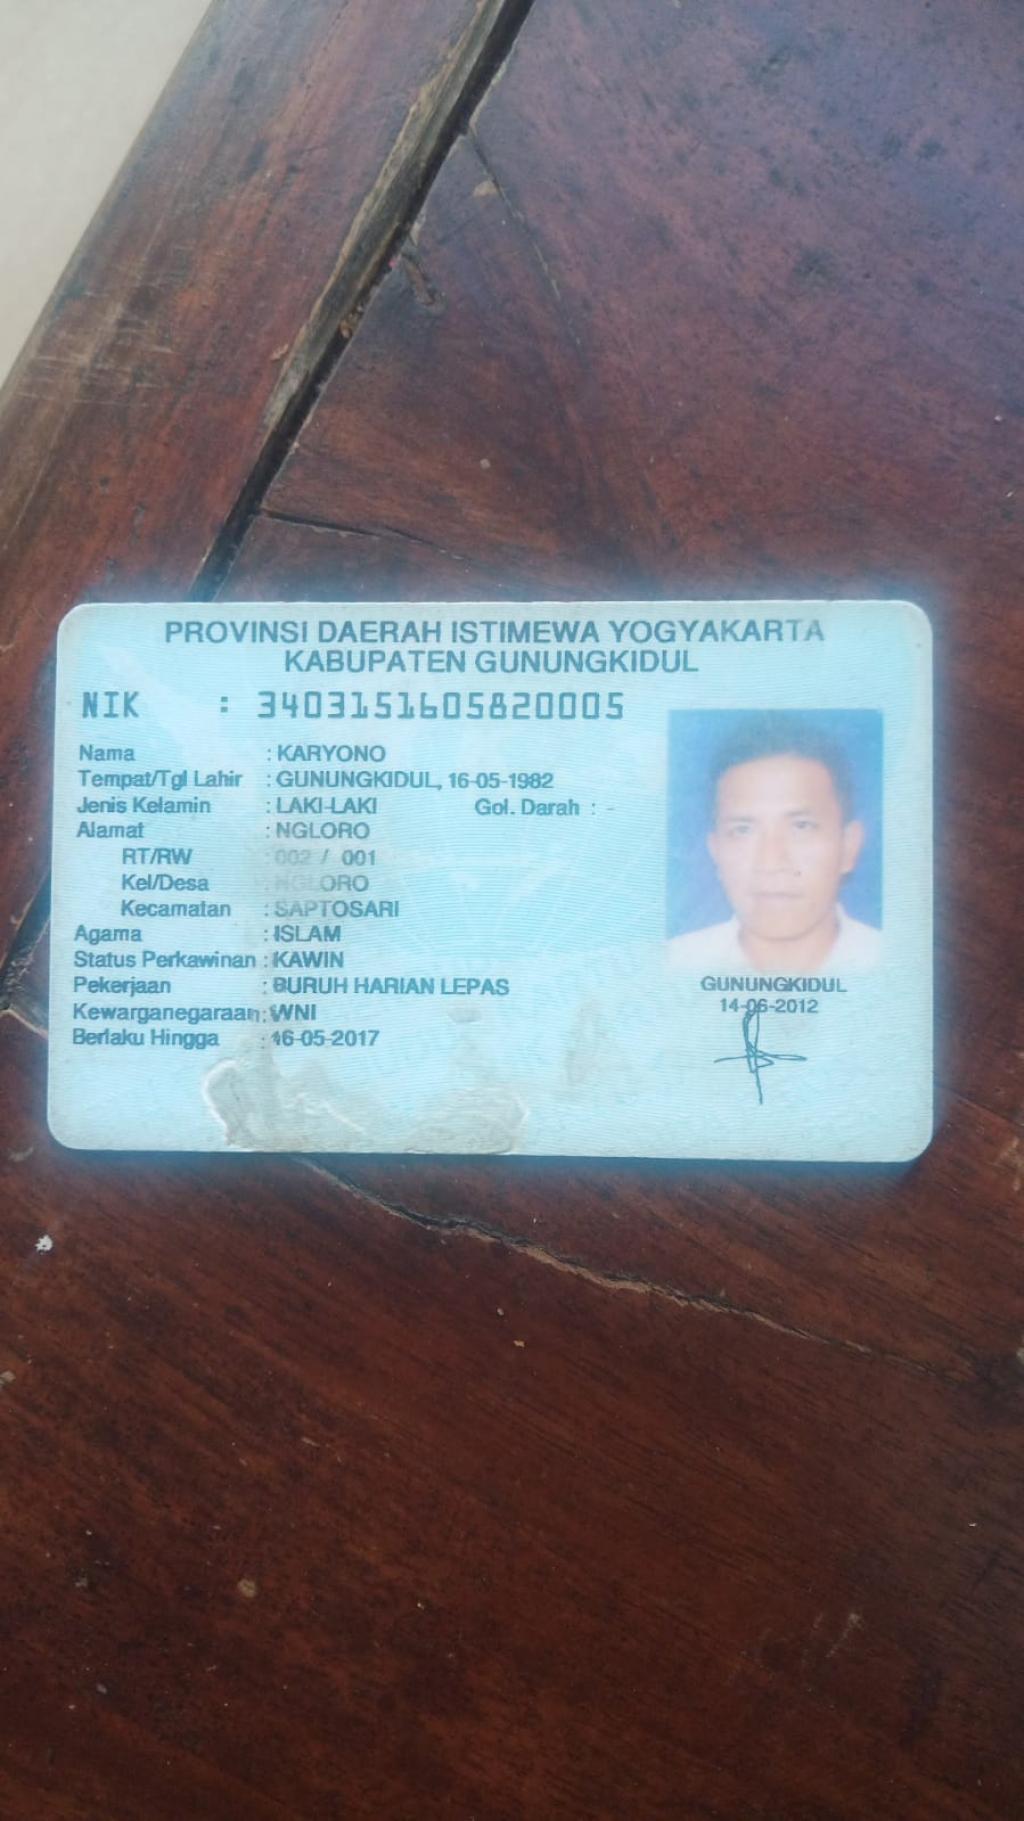 PROVINSI DAERAH ISTIMEWA YOGYAKARTA
KABUPATEN GUNUNGKIDUL
NIK : 3403151605820005
Nama : KARYONO
Tempat/Tgl Lahir : GUNUNGKIDUL, 16-05-1982
Jenis Kelamin : LAKI-LAKI Gol. Darah : -
Alamat : NGLORO
RT/RW : 002 / 001
Kel/Desa : NGLORO
Kecamatan : SAPTOSARI
Agama : ISLAM
Status Perkawinan : KAWIN
Pekerjaan : BURUH HARIAN LEPAS
Kewarganegaraan : WNI
Berlaku Hingga : 16-05-2017
GUNUNGKIDUL
14-06-2012